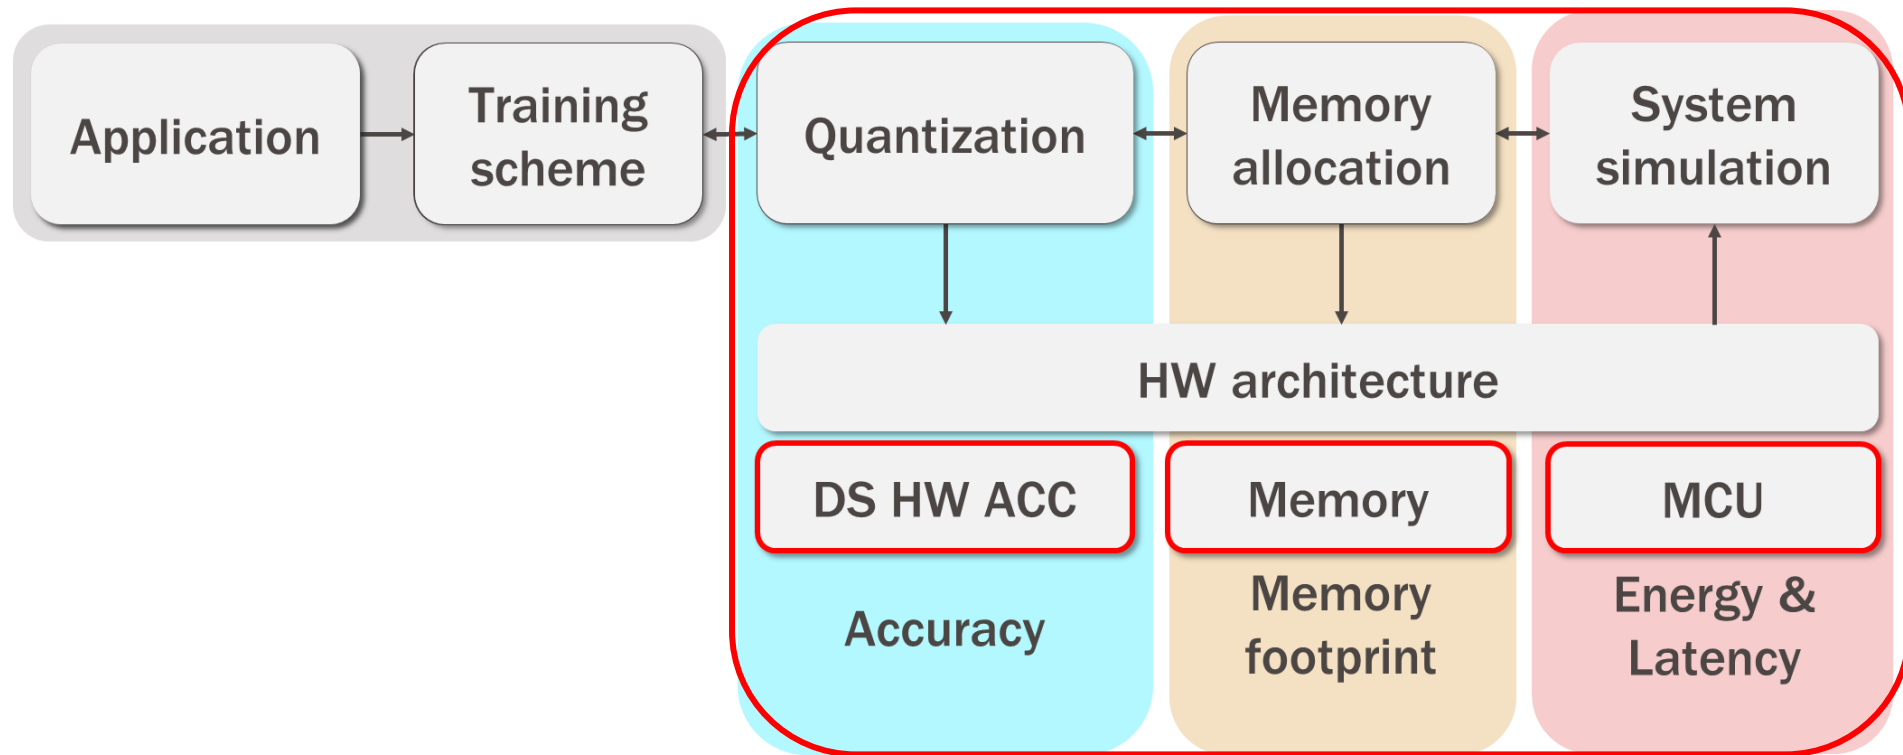 Application
Training
scheme
Quantization
Memory
allocation
System
simulation
HW architecture
DS HW ACC
Memory
MCU
Accuracy
Memory
footprint
Energy &
Latency